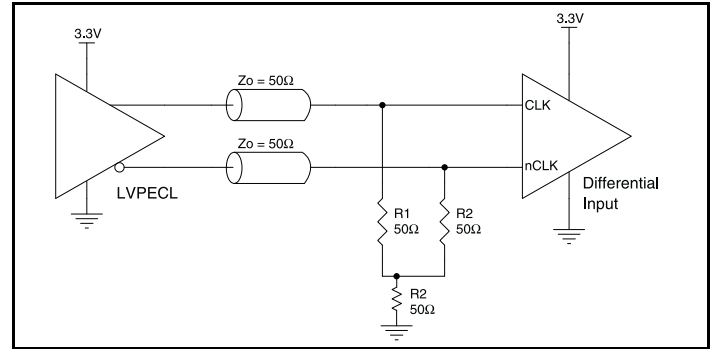 3.3V
3.3V
Zo = 50Ω
CLK
Zo = 50Ω
nCLK
LVPECL
Differential
Input
R1
50Ω
R2
50Ω
R2
50Ω